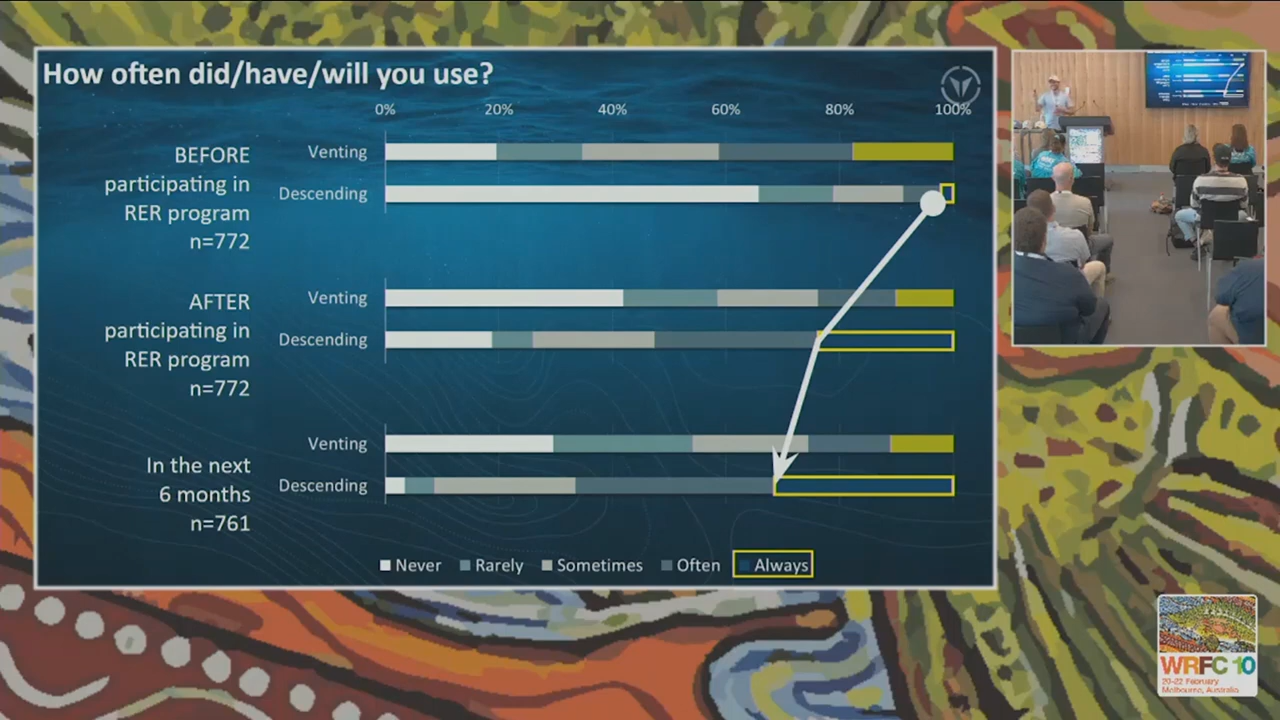 How often did/have/will you use?
0% 20% 40% 60% 80% 100%
BEFORE
participating in
RER program
n=772
Venting
Descending
AFTER
participating in
RER program
n=772
Venting
Descending
In the next
6 months
n=761
Venting
Descending
Never Rarely Sometimes Often Always
WRFC 10
20-22 February
Melbourne, Australia